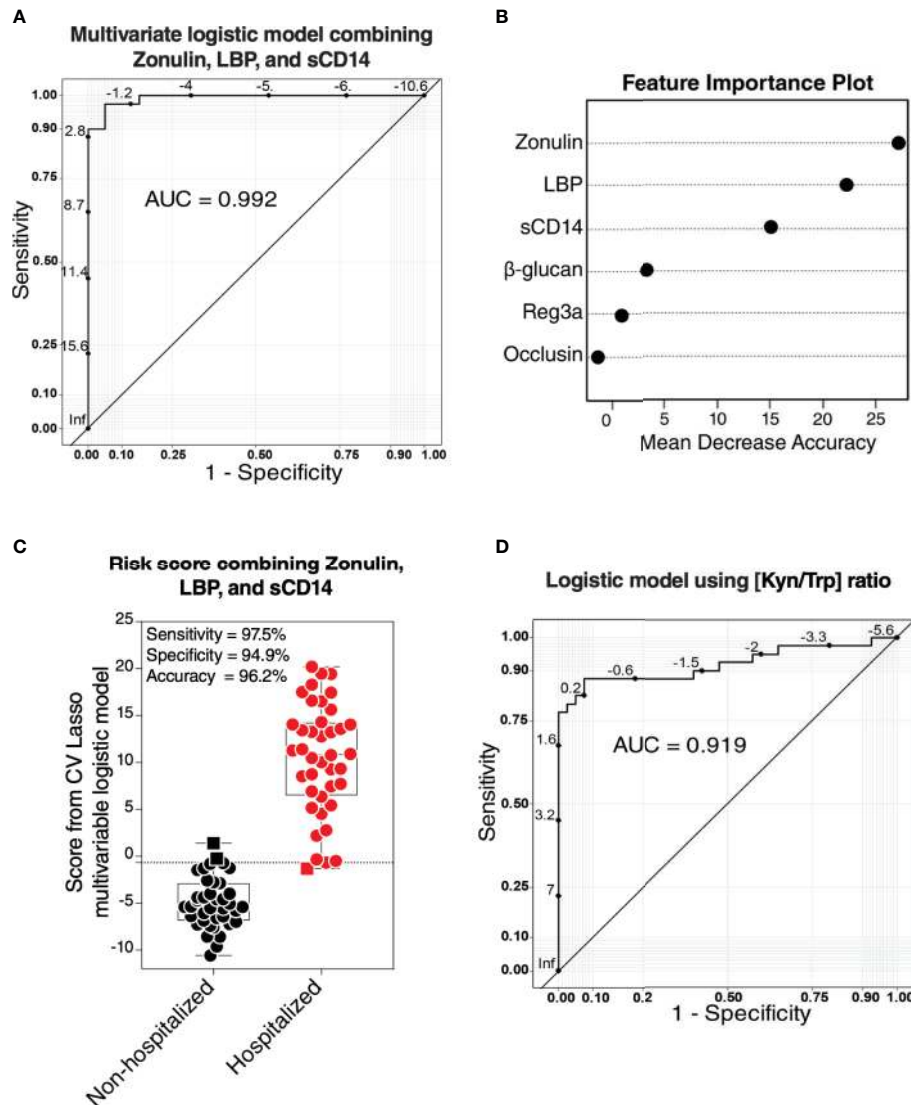 A
Multivariate logistic model combining
Zonulin, LBP, and sCD14
-1.2
-4
-5.
-6.
-10.6
1.00
0.90
2.8
0.75
AUC = 0.992
8.7
Sensitivity
0.50
11.4
0.25
15.6
0.10
Inf
0.00
0.00 0.10 0.25 0.50 0.75 0.90 1.00
1 - Specificity
B
Feature Importance Plot
Zonulin
LBP
sCD14
β-glucan
Reg3a
Occlusin
0 5 10 15 20 25
Mean Decrease Accuracy
C
Risk score combining Zonulin,
LBP, and sCD14
Score from CV Lasso
multivariable logistic model
25
20
15
10
5
0
-5
-10
Sensitivity = 97.5%
Specificity = 94.9%
Accuracy = 96.2%
Non-hospitalized
Hospitalized
D
Logistic model using [Kyn/Trp] ratio
-5.6
-3.3
-2
-1.5
-0.6
0.2
1.00
0.90
0.75
1.6
AUC = 0.919
Sensitivity
0.50
3.2
0.25
7
0.10
Inf
0.00
0.00 0.10 0.2 0.50 0.75 0.90 1.00
1 - Specificity